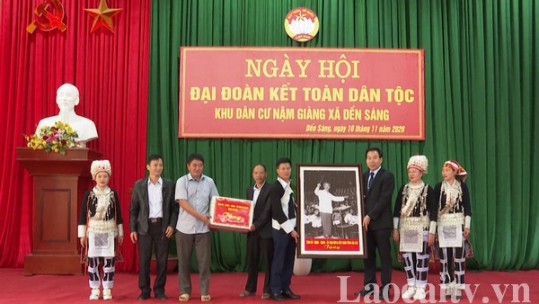 NGÀY HỘI
ĐẠI ĐOÀN KẾT TOÀN DÂN TỘC
KHU DÂN CƯ NẬM GIÀNG XÃ DỀN SÁNG
Dền Sáng, ngày 10 tháng 11 năm 2020
Laocaitv.vn